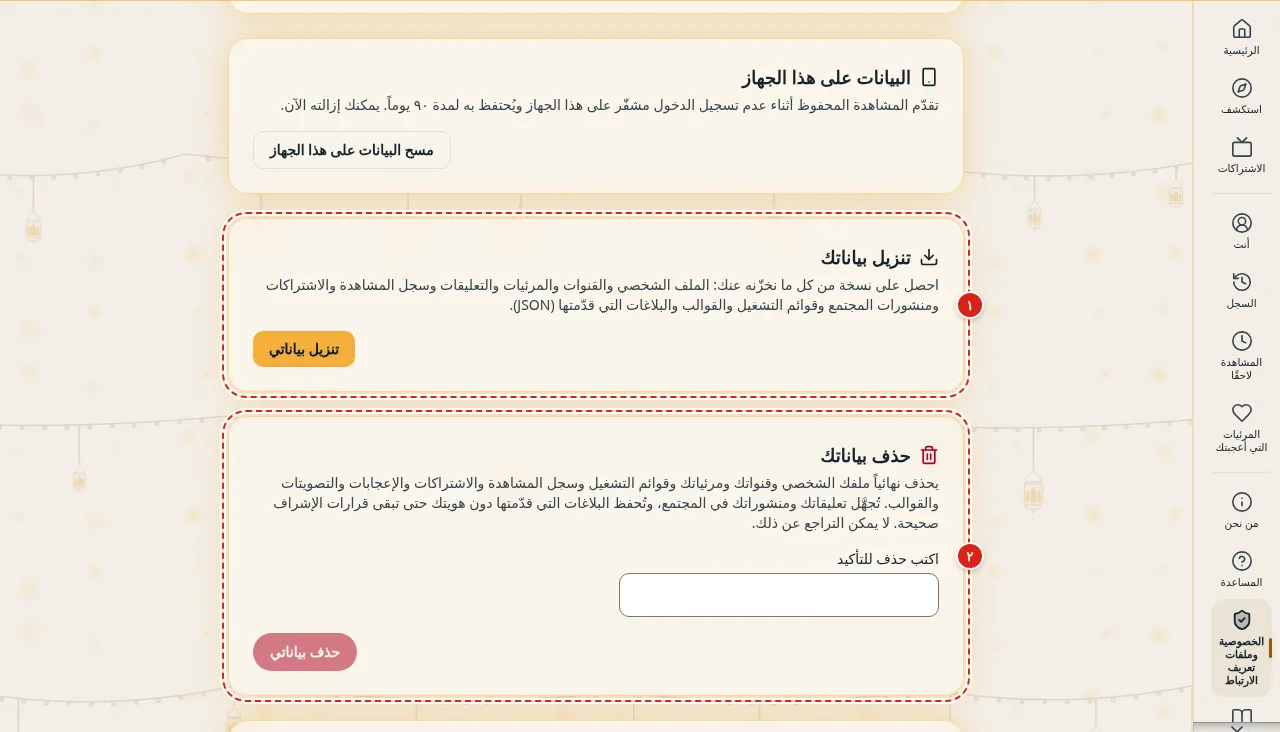 الرئيسية
استكشف
الاشتراكات
أنت
السجل
المشاهدة
لاحقًا
المرئيات
التي أعجبتك
من نحن
المساعدة
الخصوصية
وملفات
تعريف
الارتباط
البيانات على هذا الجهاز
تقدّم المشاهدة المحفوظ أثناء عدم تسجيل الدخول مشفّر على هذا الجهاز ويُحتفظ به لمدة ٩٠ يوماً. يمكنك إزالته الآن.
مسح البيانات على هذا الجهاز
تنزيل بياناتك
احصل على نسخة من كل ما نخزّنه عنك: الملف الشخصي والقنوات والمرئيات والتعليقات وسجل المشاهدة والاشتراكات
ومنشورات المجتمع وقوائم التشغيل والقوالب والبلاغات التي قدّمتها (JSON).
١
تنزيل بياناتي
حذف بياناتك
يحذف نهائياً ملفك الشخصي وقنواتك ومرئياتك وقوائم التشغيل وسجل المشاهدة والاشتراكات والإعجابات والتصويتات
والقوالب. تُجهَّل تعليقاتك ومنشوراتك في المجتمع، وتُحفظ البلاغات التي قدّمتها دون هويتك حتى تبقى قرارات الإشراف
صحيحة. لا يمكن التراجع عن ذلك.
٢
اكتب حذف للتأكيد
حذف بياناتي